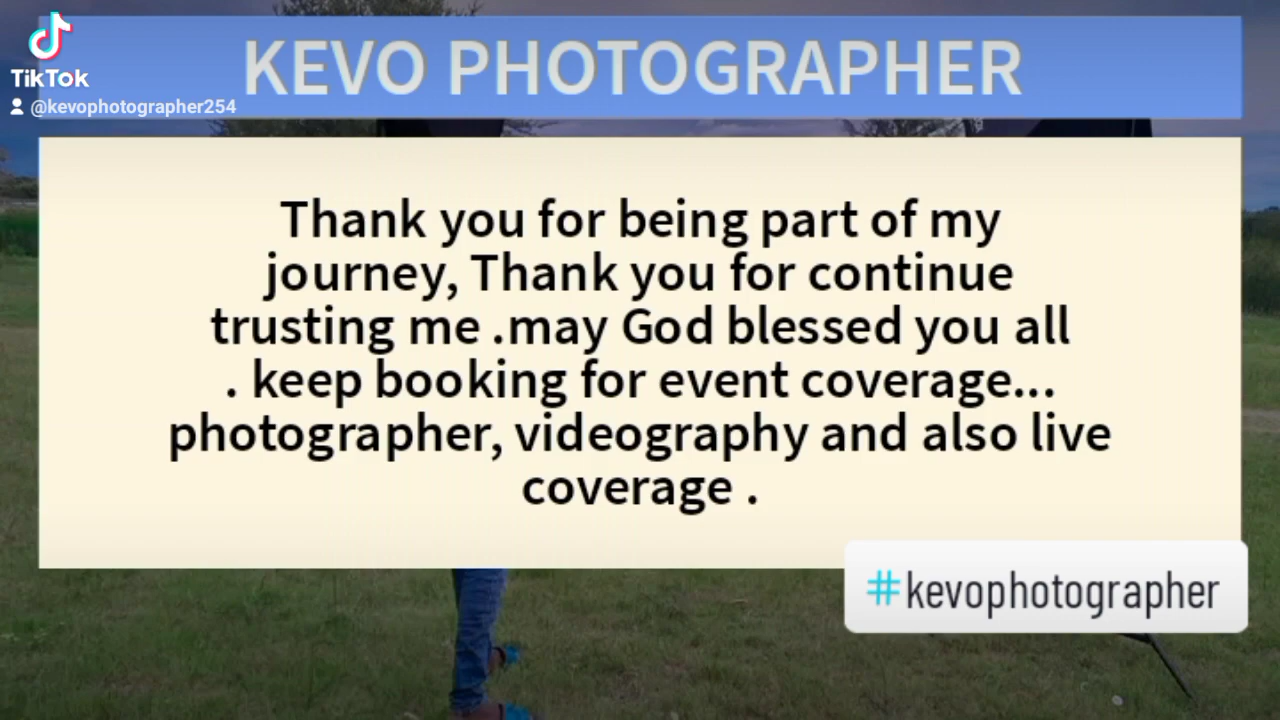 TikTok
@kevophotographer254
KEVO PHOTOGRAPHER
Thank you for being part of my
journey, Thank you for continue
trusting me .may God blessed you all
. keep booking for event coverage...
photographer, videography and also live
coverage .
#kevophotographer